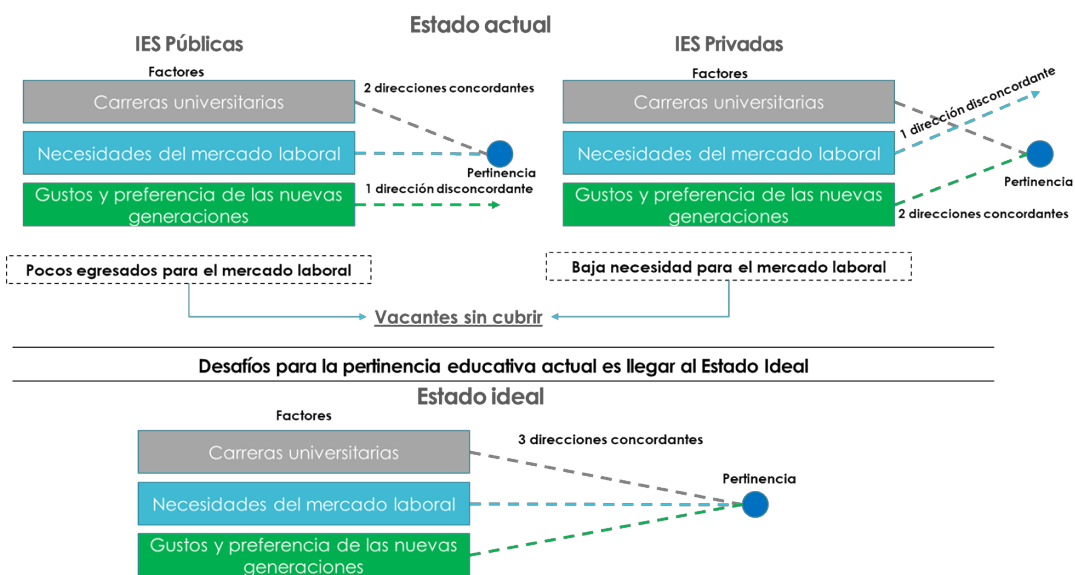 Estado actual
IES Públicas
Factores
Carreras universitarias
Necesidades del mercado laboral
Gustos y preferencia de las nuevas
generaciones
2 direcciones concordantes
Pertinencia
1 dirección disconcordante
IES Privadas
Factores
Carreras universitarias
Necesidades del mercado laboral
Gustos y preferencia de las nuevas
generaciones
1 dirección disconcordante
Pertinencia
2 direcciones concordantes
Pocos egresados para el mercado laboral
Baja necesidad para el mercado laboral
Vacantes sin cubrir
Desafíos para la pertinencia educativa actual es llegar al Estado Ideal
Estado ideal
Factores
Carreras universitarias
Necesidades del mercado laboral
Gustos y preferencia de las nuevas
generaciones
3 direcciones concordantes
Pertinencia